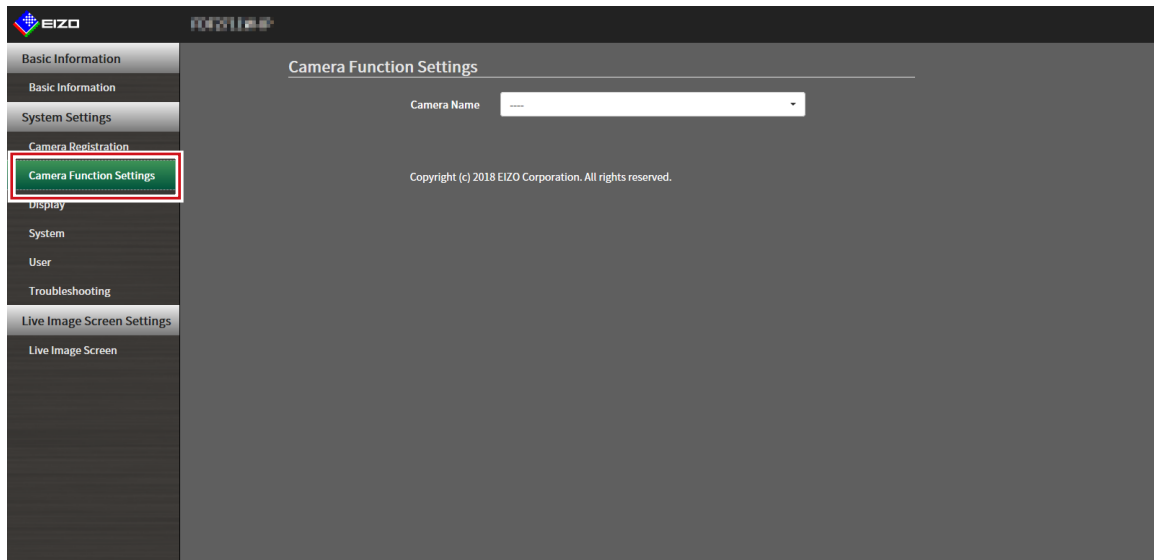 EIZO
Basic Information
Basic Information
System Settings
Camera Registration
Camera Function Settings
Display
System
User
Troubleshooting
Live Image Screen Settings
Live Image Screen
Camera Function Settings
Camera Name
----
Copyright (c) 2018 EIZO Corporation. All rights reserved.